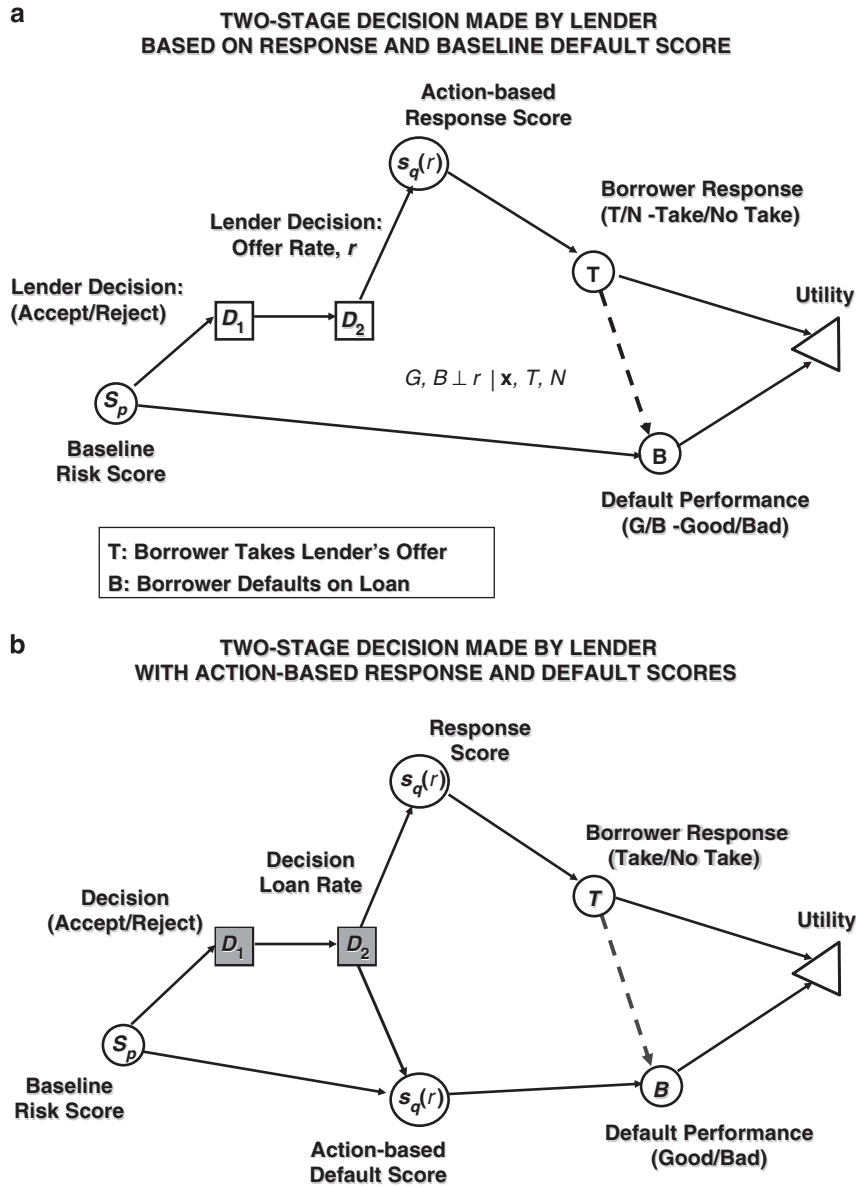 a
TWO-STAGE DECISION MADE BY LENDER
BASED ON RESPONSE AND BASELINE DEFAULT SCORE
Action-based
Response Score
s_q(r)
Borrower Response
(T/N -Take/No Take)
Lender Decision:
Offer Rate, r
T
Utility
Lender Decision:
(Accept/Reject)
D_1
D_2
G, B ⊥ r | x, T, N
S_p
Baseline
Risk Score
B
Default Performance
(G/B -Good/Bad)
T: Borrower Takes Lender's Offer
B: Borrower Defaults on Loan
b
TWO-STAGE DECISION MADE BY LENDER
WITH ACTION-BASED RESPONSE AND DEFAULT SCORES
Response
Score
s_q(r)
Borrower Response
(Take/No Take)
Decision
Loan Rate
T
Decision
(Accept/Reject)
Utility
D_1
D_2
S_p
Baseline
Risk Score
s_q(r)
B
Action-based
Default Score
Default Performance
(Good/Bad)